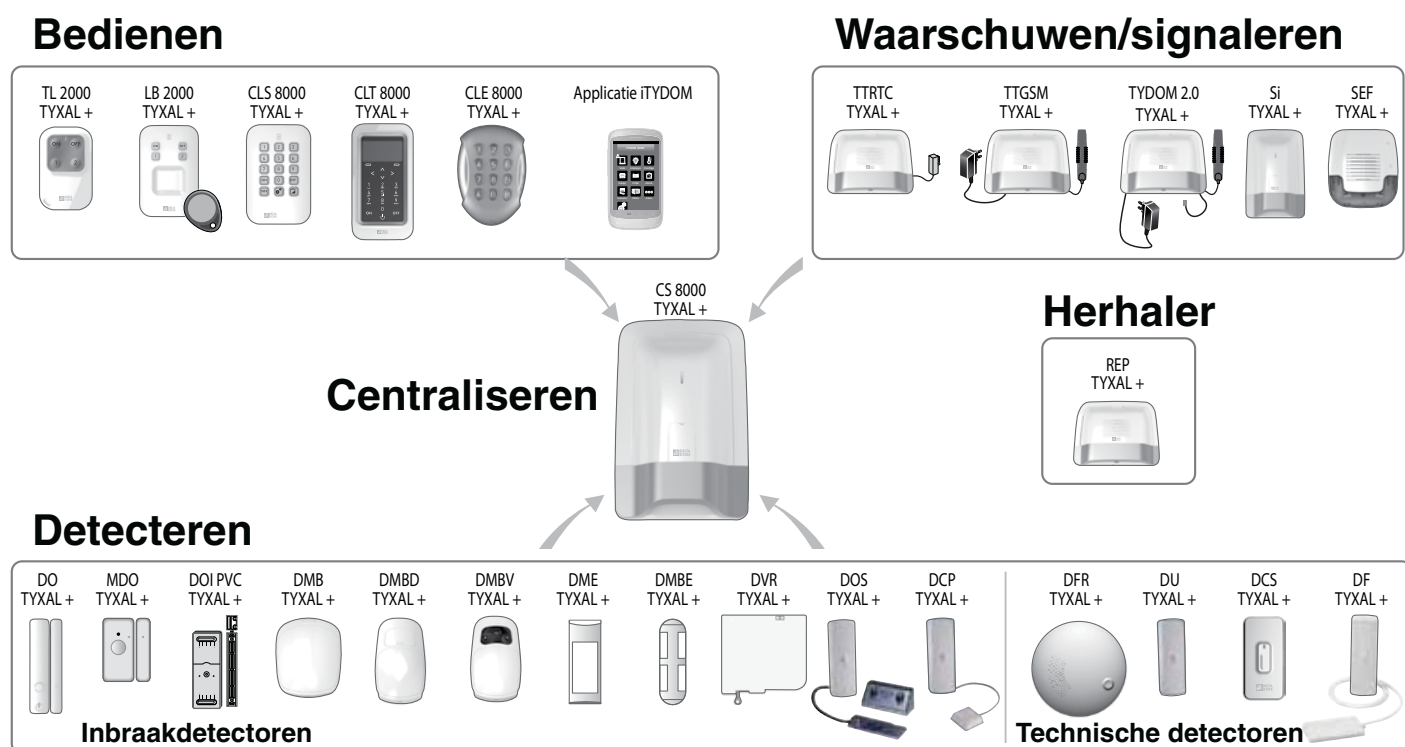 Bedienen
TL 2000
TYXAL +
LB 2000
TYXAL +
CLS 8000
TYXAL +
CLT 8000
TYXAL +
CLE 8000
TYXAL +
Applicatie iTYDOM
Waarschuwen/signaleren
TTRTC
TYXAL +
TTGSM
TYXAL +
TYDOM 2.0
TYXAL +
Si
TYXAL +
SEF
TYXAL +
CS 8000
TYXAL +
Centraliseren
Herhaler
REP
TYXAL +
Detecteren
DO
TYXAL +
MDO
TYXAL +
DOI PVC
TYXAL +
DMB
TYXAL +
DMBD
TYXAL +
DMBV
TYXAL +
DME
TYXAL +
DMBE
TYXAL +
DVR
TYXAL +
DOS
TYXAL +
DCP
TYXAL +
Inbraakdetectoren
DFR
TYXAL +
DU
TYXAL +
DCS
TYXAL +
DF
TYXAL +
Technische detectoren